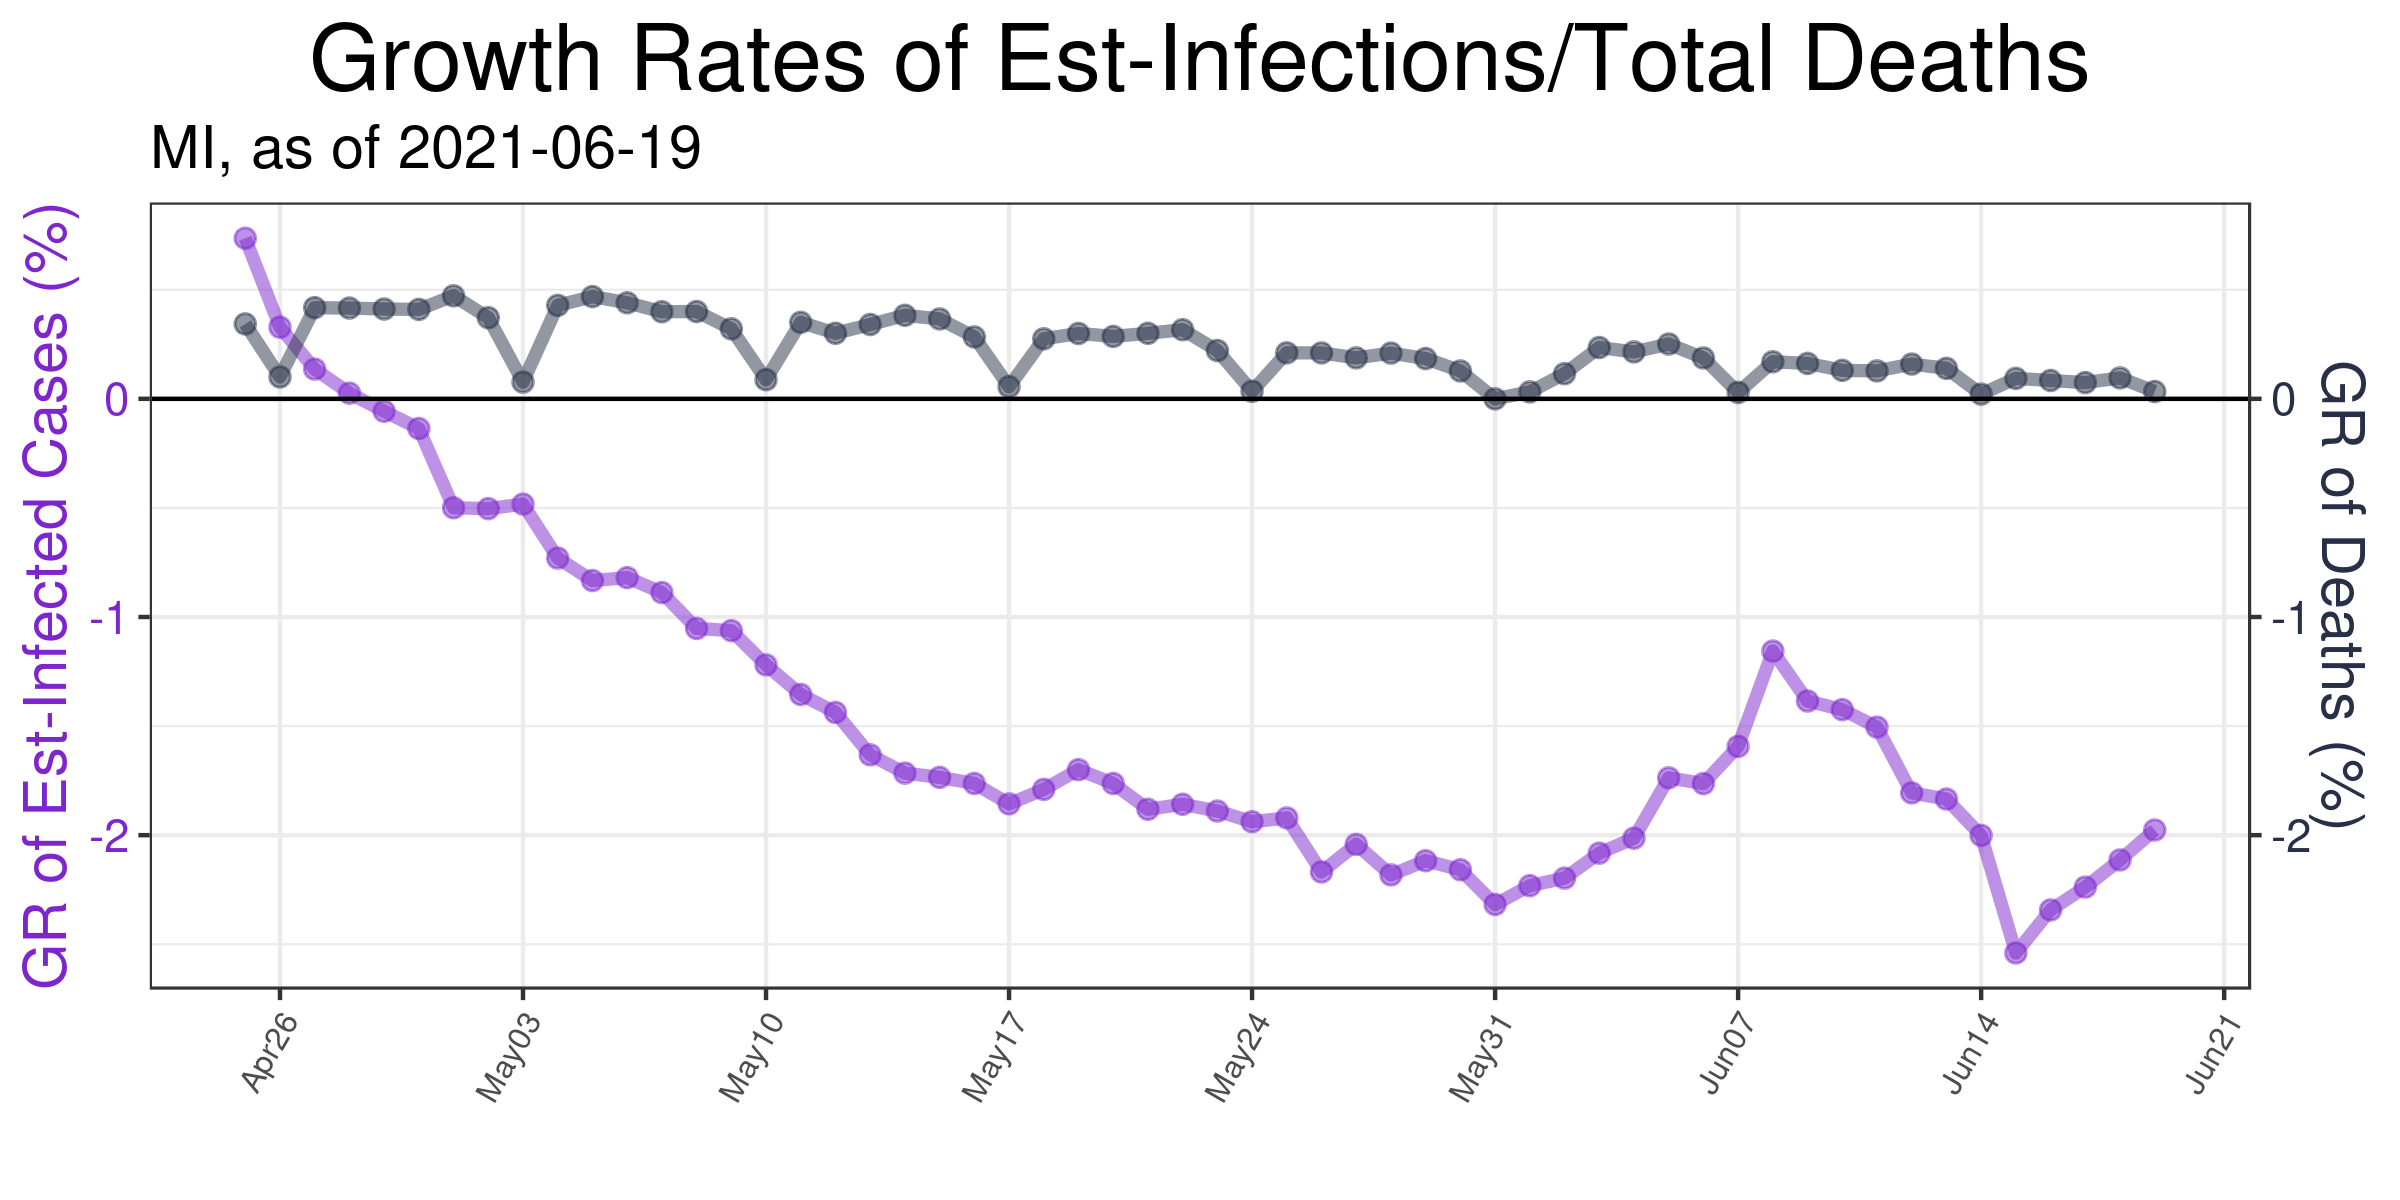 Growth Rates of Est-Infections/Total Deaths
MI, as of 2021-06-19
GR of Est-Infected Cases (%)
0
-1
-2
0
-1
-2
GR of Deaths (%)
Apr26
May03
May10
May17
May24
May31
Jun07
Jun14
Jun21